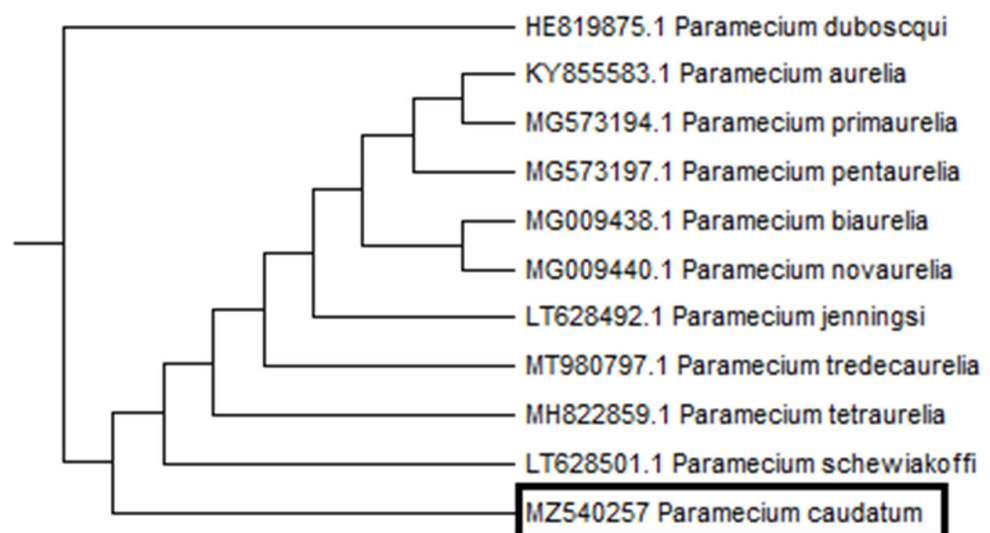 HE819875.1 Paramecium duboscqui
KY855583.1 Paramecium aurelia
MG573194.1 Paramecium primaurelia
MG573197.1 Paramecium pentaurelia
MG009438.1 Paramecium biaurelia
MG009440.1 Paramecium novaurelia
LT628492.1 Paramecium jenningsi
MT980797.1 Paramecium tredecaurelia
MH822859.1 Paramecium tetraurelia
LT628501.1 Paramecium schewiakoffi
MZ540257 Paramecium caudatum